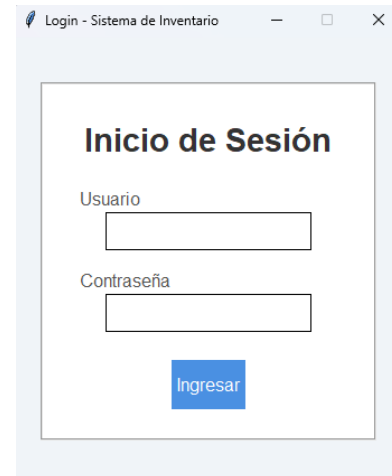 Login - Sistema de Inventario
Inicio de Sesión
Usuario
Contraseña
Ingresar